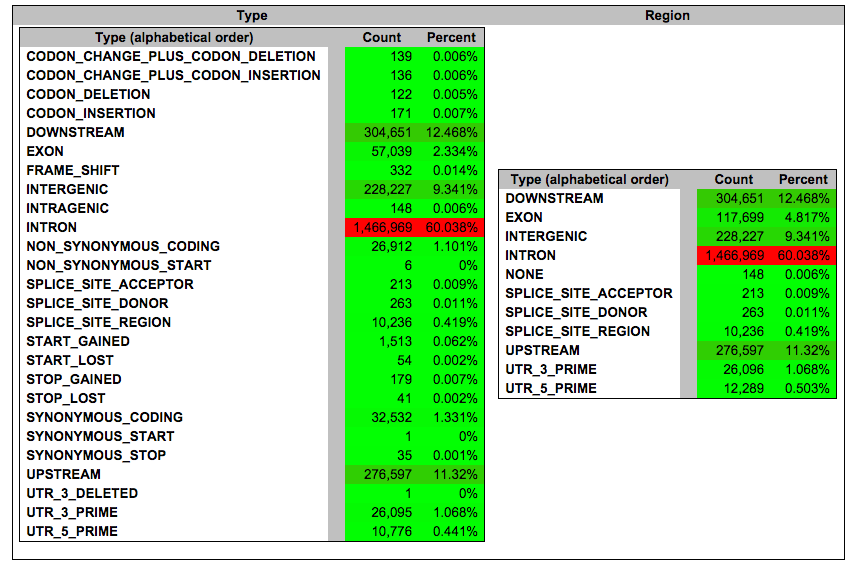 Type Region
Type (alphabetical order) Count Percent
CODON_CHANGE_PLUS_CODON_DELETION 139 0.006%
CODON_CHANGE_PLUS_CODON_INSERTION 136 0.006%
CODON_DELETION 122 0.005%
CODON_INSERTION 171 0.007%
DOWNSTREAM 304,651 12.468%
EXON 57,039 2.334%
FRAME_SHIFT 332 0.014%
INTERGENIC 228,227 9.341%
INTRAGENIC 148 0.006%
INTRON 1,466,969 60.038%
NON_SYNONYMOUS_CODING 26,912 1.101%
NON_SYNONYMOUS_START 6 0%
SPLICE_SITE_ACCEPTOR 213 0.009%
SPLICE_SITE_DONOR 263 0.011%
SPLICE_SITE_REGION 10,236 0.419%
START_GAINED 1,513 0.062%
START_LOST 54 0.002%
STOP_GAINED 179 0.007%
STOP_LOST 41 0.002%
SYNONYMOUS_CODING 32,532 1.331%
SYNONYMOUS_START 1 0%
SYNONYMOUS_STOP 35 0.001%
UPSTREAM 276,597 11.32%
UTR_3_DELETED 1 0%
UTR_3_PRIME 26,095 1.068%
UTR_5_PRIME 10,776 0.441%
Type (alphabetical order) Count Percent
DOWNSTREAM 304,651 12.468%
EXON 117,699 4.817%
INTERGENIC 228,227 9.341%
INTRON 1,466,969 60.038%
NONE 148 0.006%
SPLICE_SITE_ACCEPTOR 213 0.009%
SPLICE_SITE_DONOR 263 0.011%
SPLICE_SITE_REGION 10,236 0.419%
UPSTREAM 276,597 11.32%
UTR_3_PRIME 26,096 1.068%
UTR_5_PRIME 12,289 0.503%